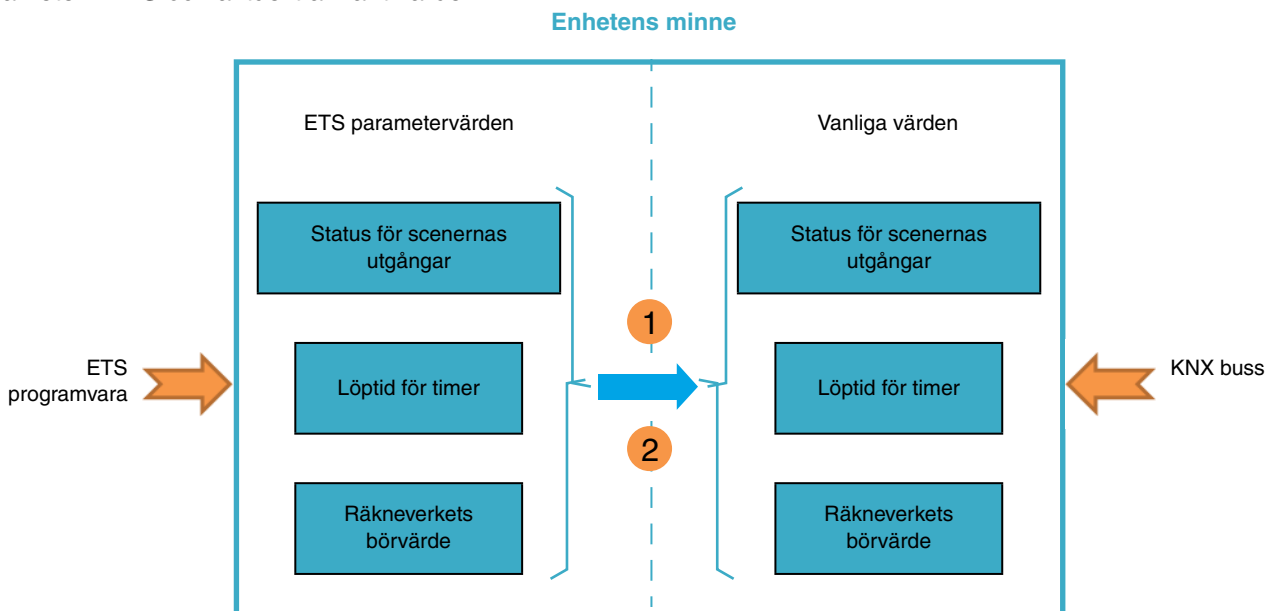 Enhetens minne
ETS parametervärden
Vanliga värden
Status för scenernas
utgångar
Status för scenernas
utgångar
1
ETS
programvara
Löptid för timer
Löptid för timer
KNX buss
2
Räkneverkets
börvärde
Räkneverkets
börvärde